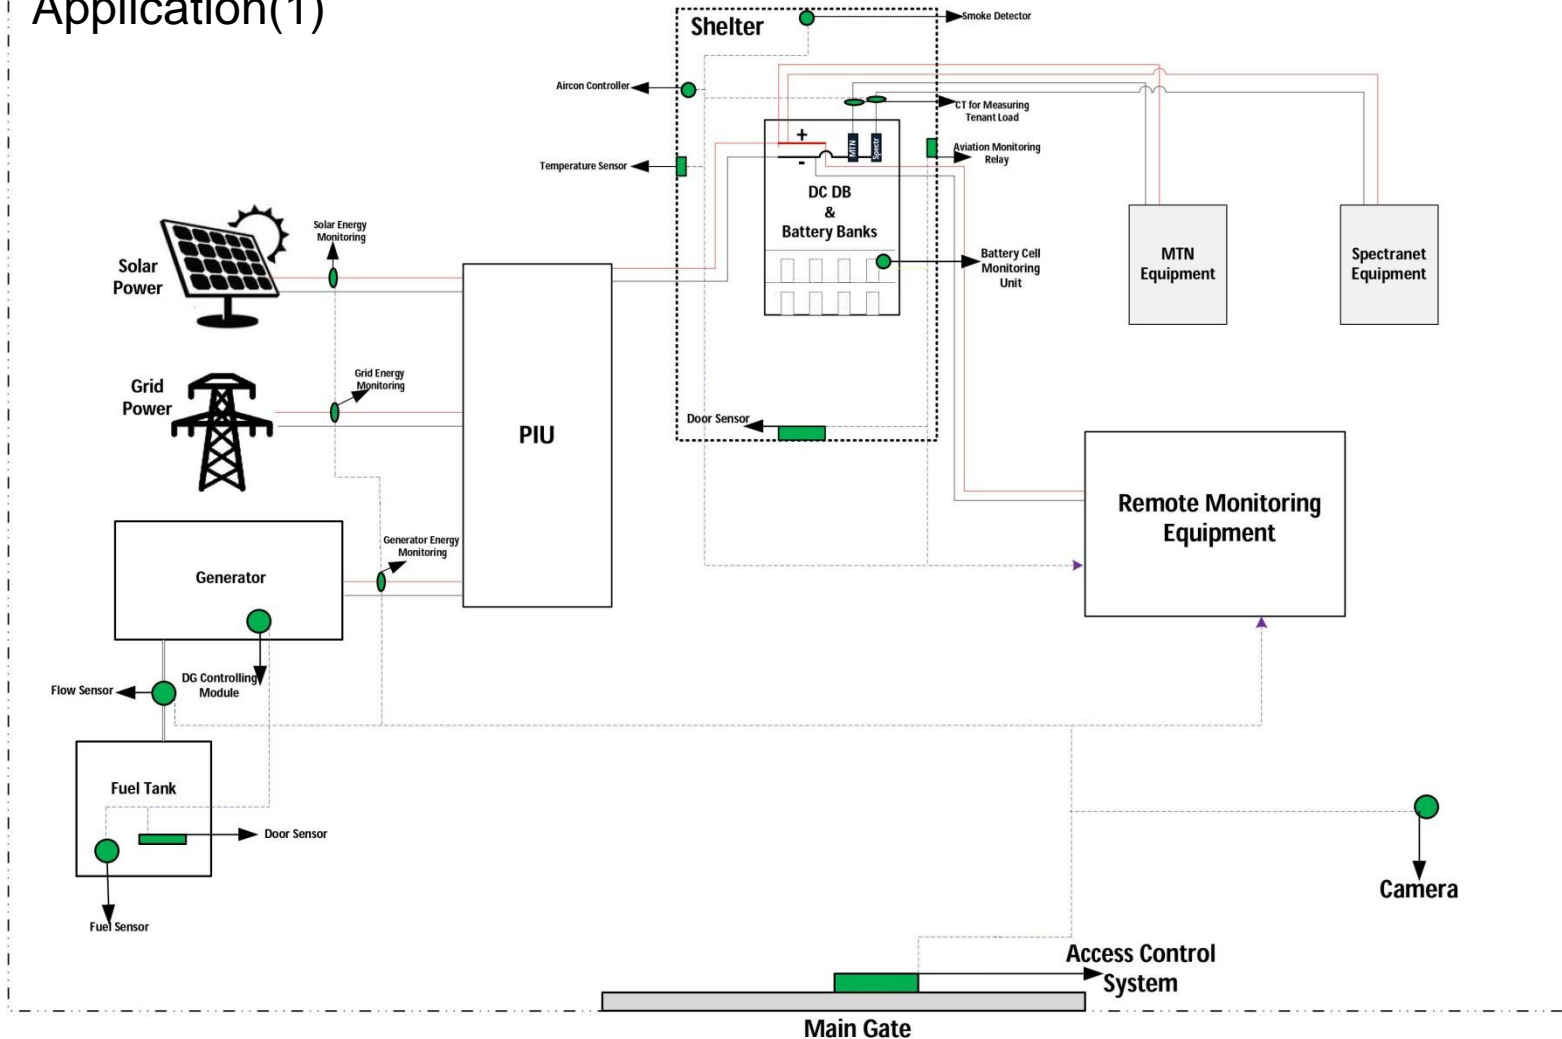 Application(1)
Shelter
Smoke Detector
Aircon Controller
CT for Measuring
Tenant Load
Temperature Sensor
Aviation Monitoring
Relay
+
-
MTN
Spectr
DC DB
&
Battery Banks
Battery Cell
Monitoring
Unit
MTN
Equipment
Spectranet
Equipment
Solar Energy
Monitoring
Solar
Power
Grid Energy
Monitoring
Grid
Power
PIU
Door Sensor
Remote Monitoring
Equipment
Generator Energy
Monitoring
Generator
DG Controlling
Module
Flow Sensor
Fuel Tank
Door Sensor
Fuel Sensor
Camera
Access Control
System
Main Gate